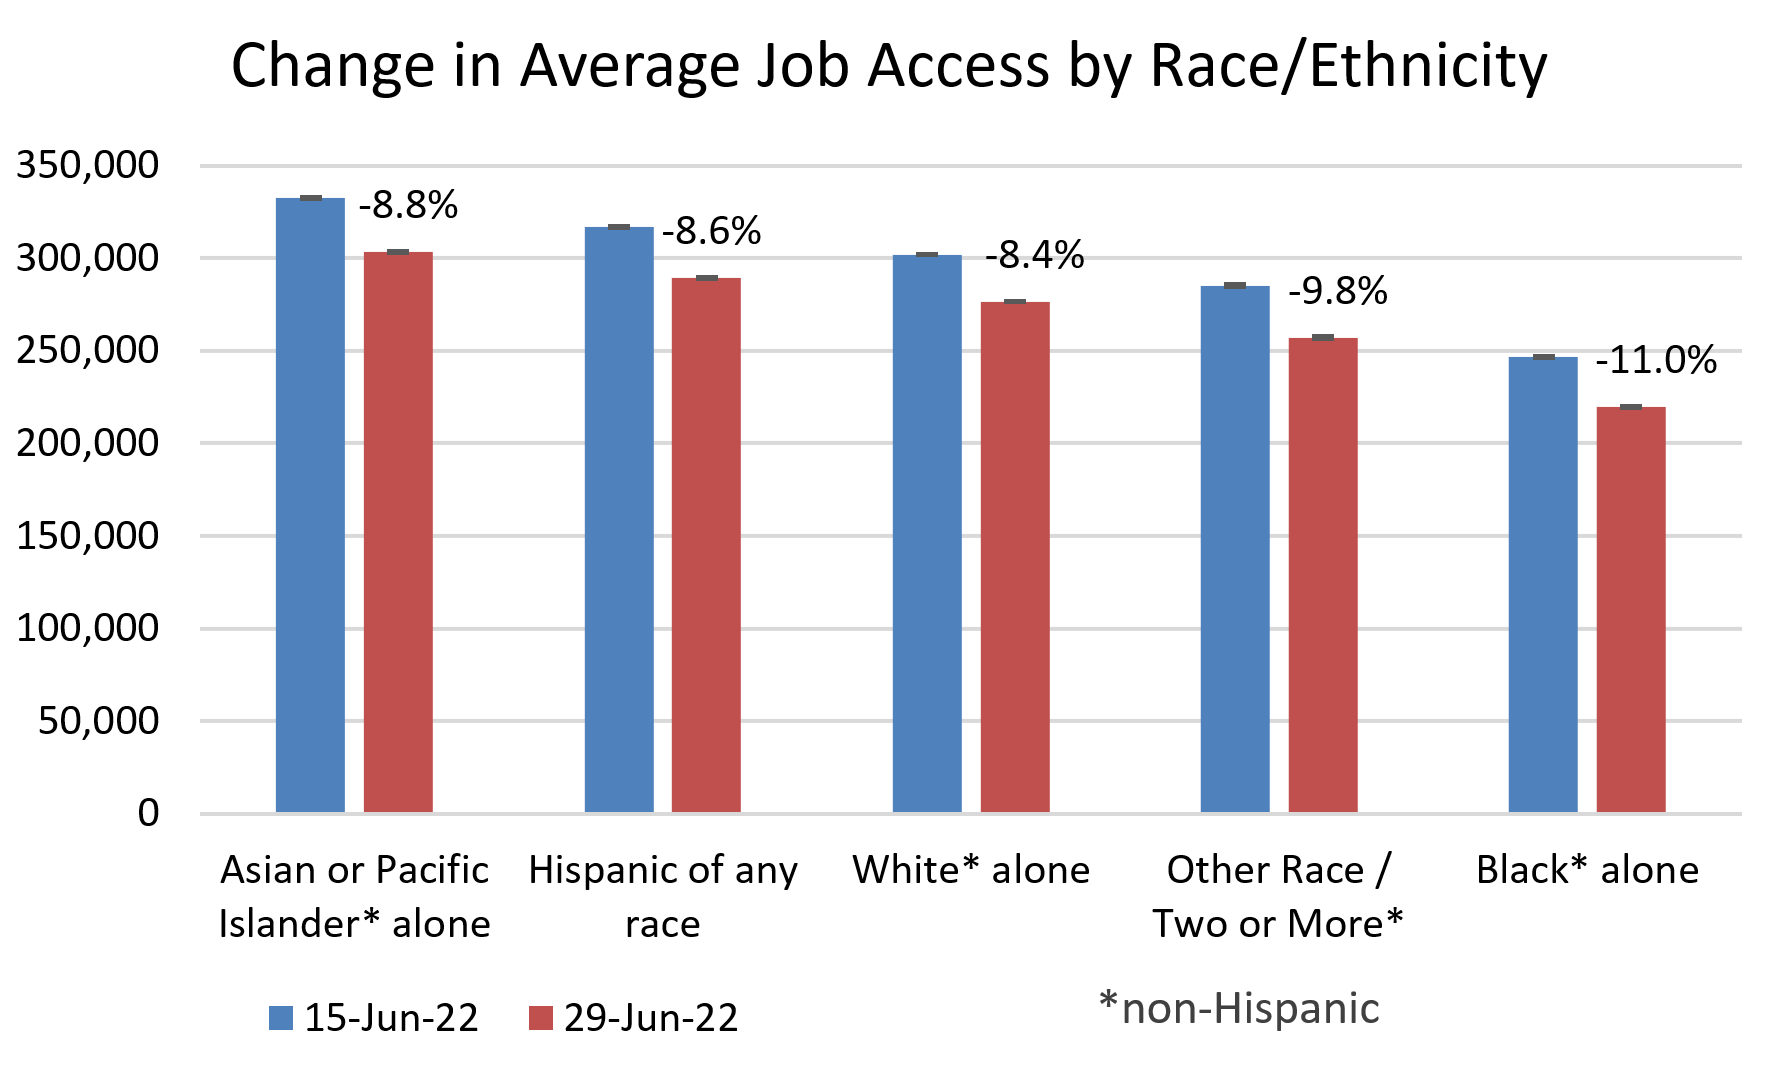 Change in Average Job Access by Race/Ethnicity
350,000
300,000
250,000
200,000
150,000
100,000
50,000
0
-8.8%
-8.6%
-8.4%
-9.8%
-11.0%
Asian or Pacific
Islander* alone
Hispanic of any
race
White* alone
Other Race /
Two or More*
Black* alone
15-Jun-22
29-Jun-22
*non-Hispanic